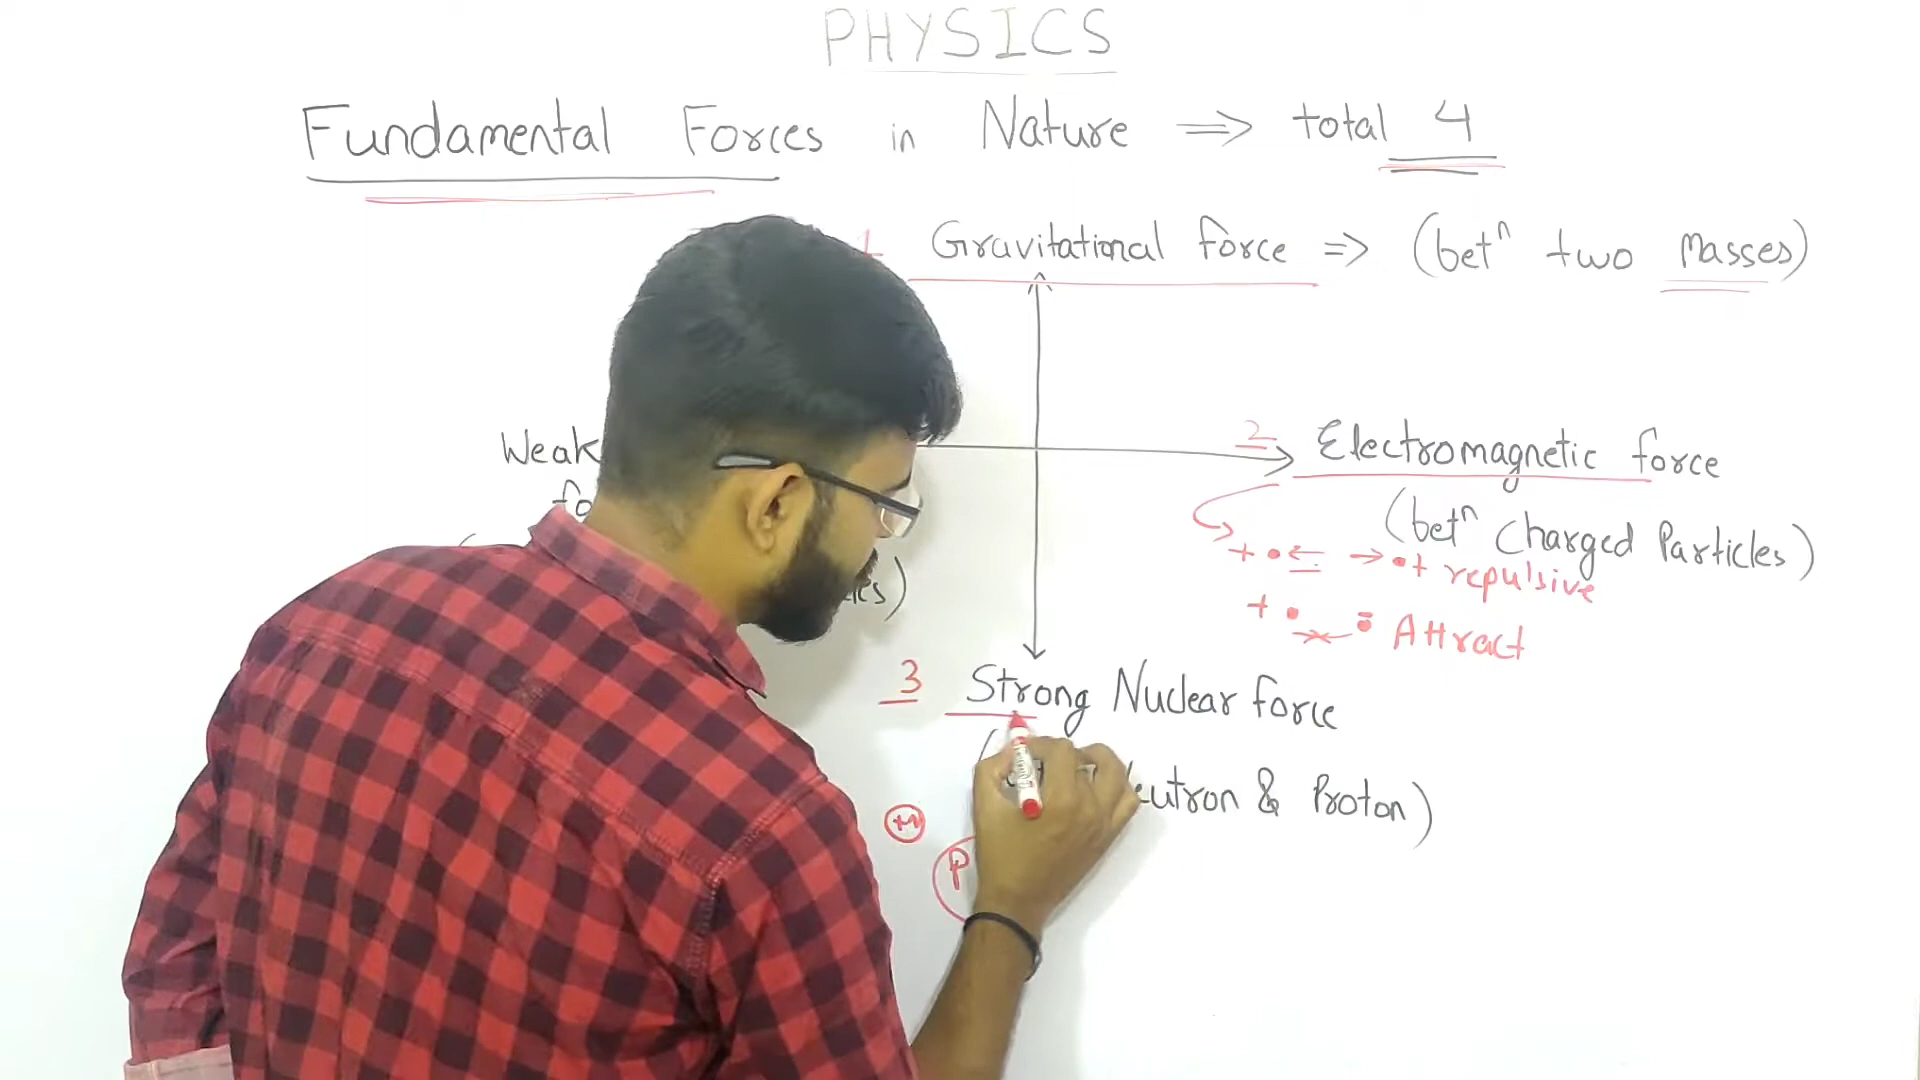 PHYSICS
Fundamental Forces in Nature => total 4
1 Gravitational force => (betⁿ two Masses)
Weak
2 Electromagnetic force
(betⁿ Charged Particles)
+ • ← → • + repulsive
+ • • - Attract
3 Strong Nuclear force
& Proton)
P